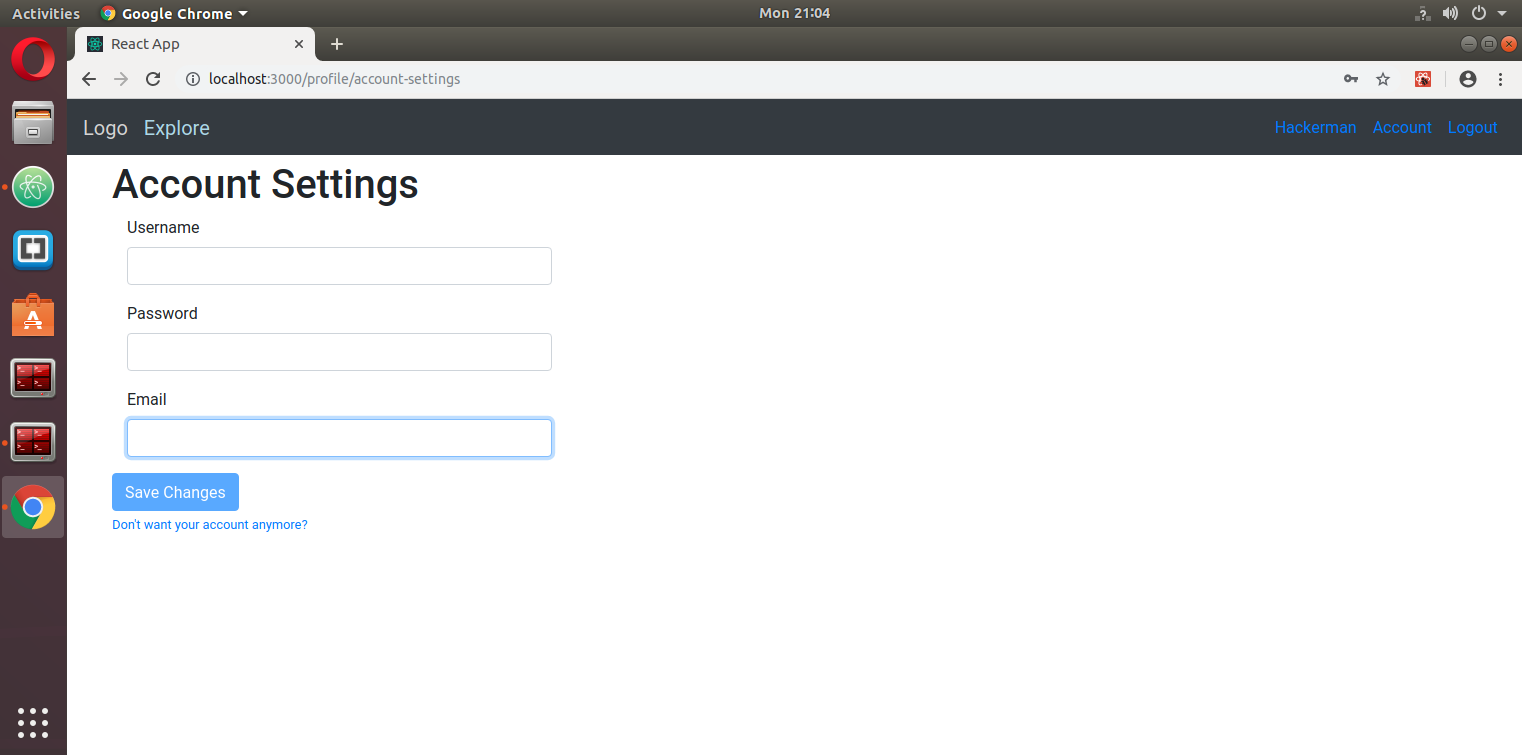 Activities Google Chrome Mon 21:04
React App
localhost:3000/profile/account-settings
Logo Explore Hackerman Account Logout
Account Settings
Username
Password
Email
Save Changes
Don't want your account anymore?